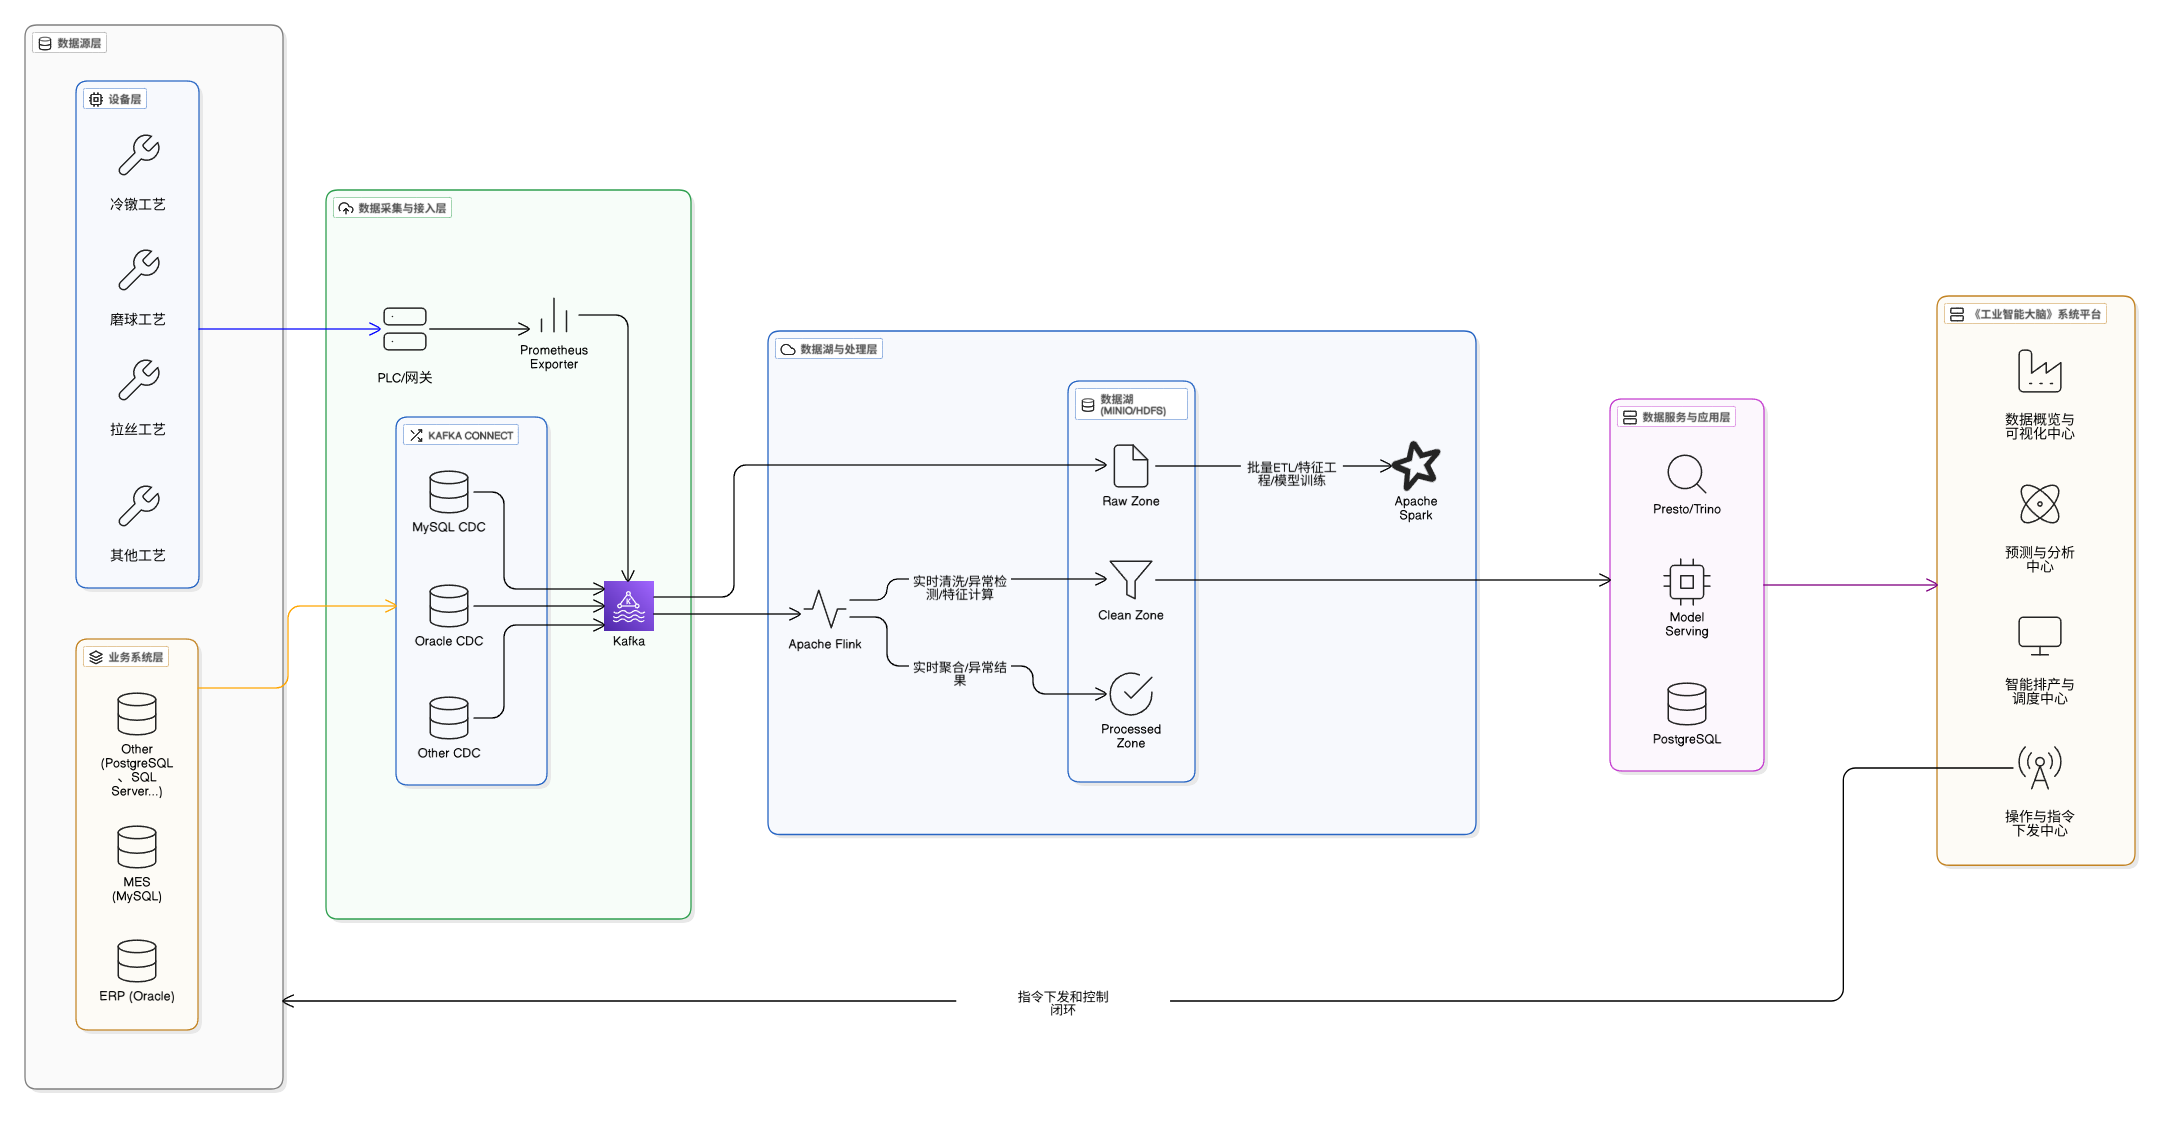 数据源层
设备层
冷镦工艺
磨球工艺
拉丝工艺
其他工艺
业务系统层
Other
(PostgreSQL
、SQL
Server...)
MES
(MySQL)
ERP (Oracle)
数据采集与接入层
PLC/网关
Prometheus
Exporter
KAFKA CONNECT
MySQL CDC
Oracle CDC
Other CDC
Kafka
数据湖与处理层
Apache Flink
实时清洗/异常检
测/特征计算
实时聚合/异常结
果
数据湖
(MINIO/HDFS)
Raw Zone
Clean Zone
Processed
Zone
批量ETL/特征工
程/模型训练
Apache
Spark
数据服务与应用层
Presto/Trino
Model
Serving
PostgreSQL
《工业智能大脑》系统平台
数据概览与
可视化中心
预测与分析
中心
智能排产与
调度中心
操作与指令
下发中心
指令下发和控制
闭环